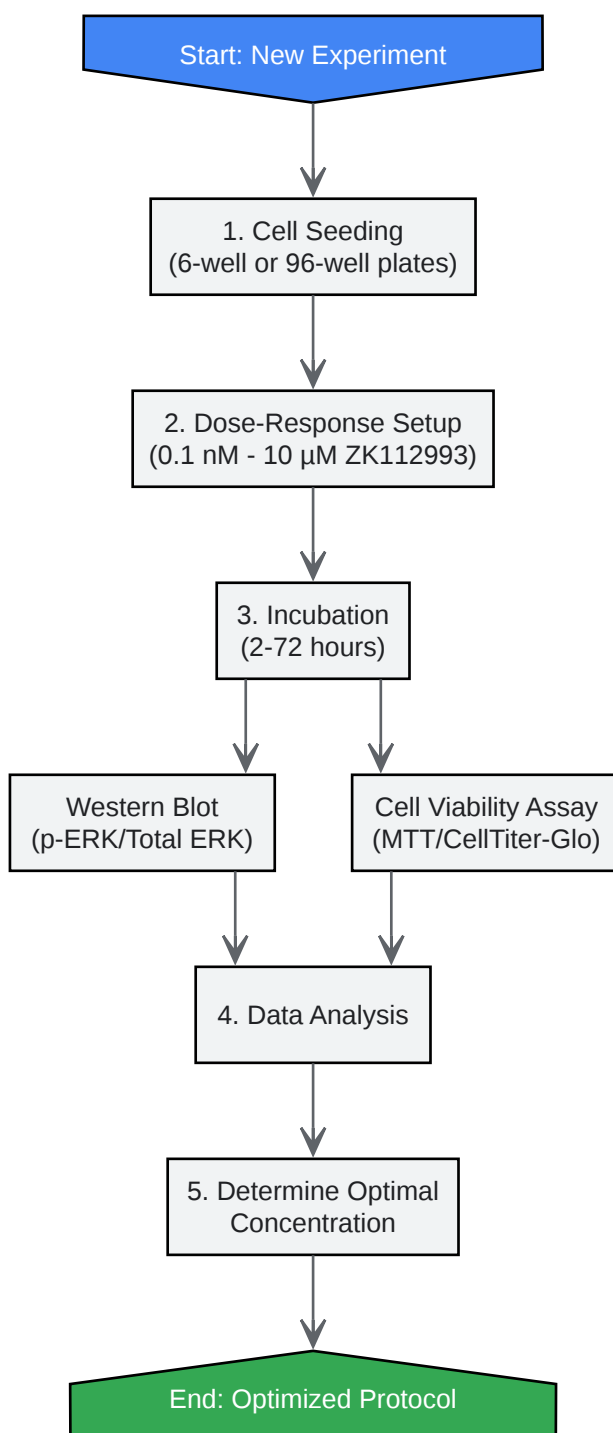 Start: New Experiment
1. Cell Seeding
(6-well or 96-well plates)
2. Dose-Response Setup
(0.1 nM - 10 µM ZK112993)
3. Incubation
(2-72 hours)
Western Blot
(p-ERK/Total ERK)
Cell Viability Assay
(MTT/CellTiter-Glo)
4. Data Analysis
5. Determine Optimal
Concentration
End: Optimized Protocol